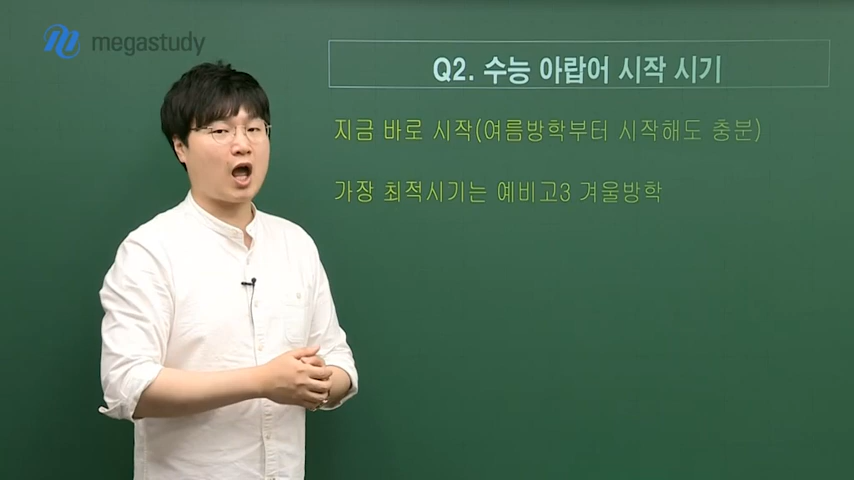 megastudy
Q2. 수능 아랍어 시작 시기
지금 바로 시작(여름방학부터 시작해도 충분)
가장 최적시기는 예비고3 겨울방학